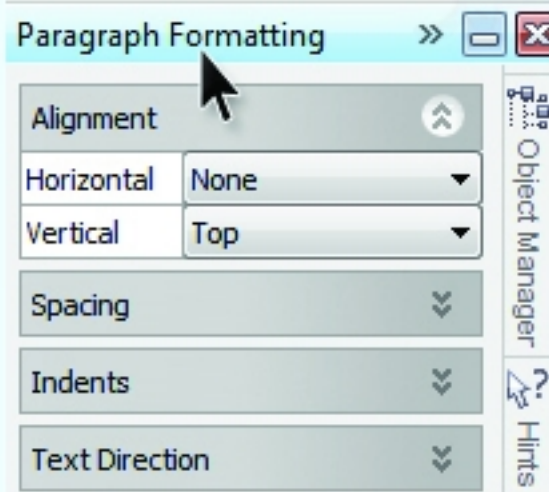 Paragraph Formatting
Alignment
Horizontal None
Vertical Top
Spacing
Indents
Text Direction
Object Manager
Hints